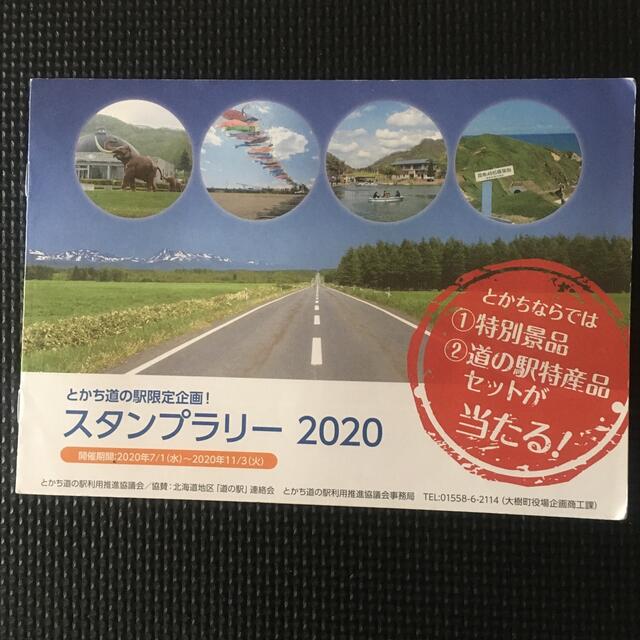 とかちならでは
①特別景品
②道の駅特産品
セットが
当たる!
とかち道の駅限定企画!
スタンプラリー 2020
開催期間:2020年7/1(水)~2020年11/3(火)
とかち道の駅利用推進協議会/協賛:北海道地区「道の駅」連絡会 とかち道の駅利用推進協議会事務局 TEL:01558-6-2114(大樹町役場企画商工課)